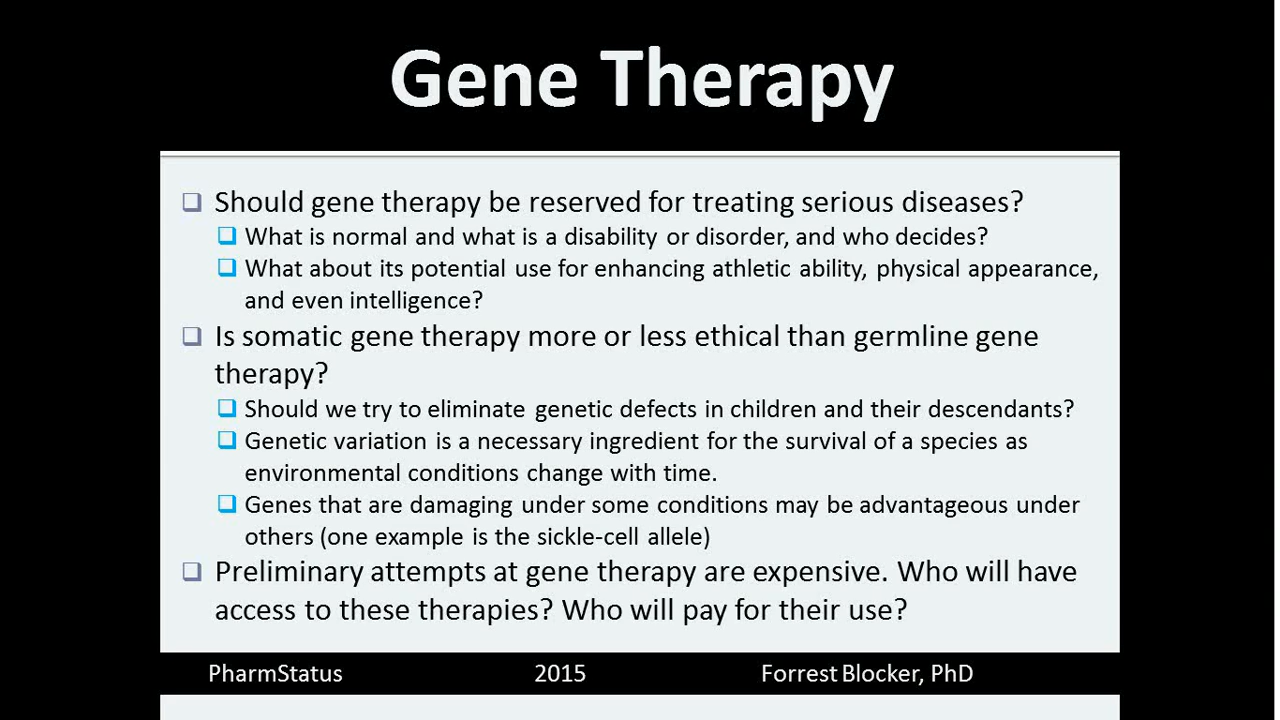 Gene Therapy
Should gene therapy be reserved for treating serious diseases?
What is normal and what is a disability or disorder, and who decides?
What about its potential use for enhancing athletic ability, physical appearance,
and even intelligence?
Is somatic gene therapy more or less ethical than germline gene
therapy?
Should we try to eliminate genetic defects in children and their descendants?
Genetic variation is a necessary ingredient for the survival of a species as
environmental conditions change with time.
Genes that are damaging under some conditions may be advantageous under
others (one example is the sickle-cell allele)
Preliminary attempts at gene therapy are expensive. Who will have
access to these therapies? Who will pay for their use?
PharmStatus 2015 Forrest Blocker, PhD